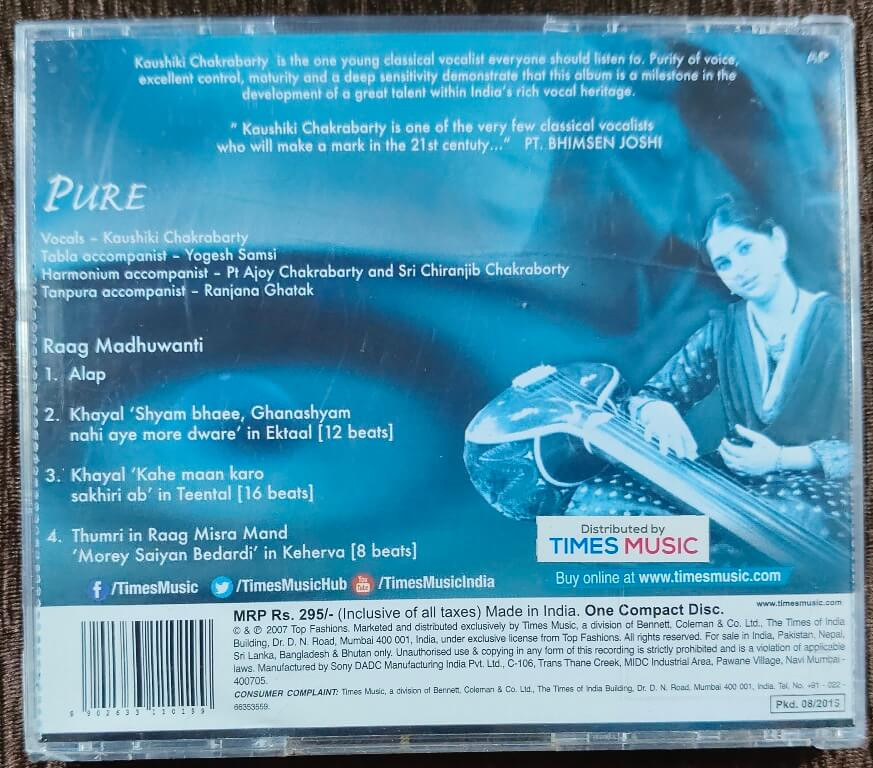 Kaushiki Chakrabarty is the one young classical vocalist everyone should listen to. Purity of voice,
excellent control, maturity and a deep sensitivity demonstrate that this album is a milestone in the
development of a great talent within India's rich vocal heritage.
AP
" Kaushiki Chakrabarty is one of the very few classical vocalists
who will make a mark in the 21st centuty..." PT. BHIMSEN JOSHI
PURE
Vocals – Kaushiki Chakrabarty
Tabla accompanist – Yogesh Samsi
Harmonium accompanist – Pt Ajoy Chakrabarty and Sri Chiranjib Chakraborty
Tanpura accompanist – Ranjana Ghatak
Raag Madhuwanti
1. Alap
2. Khayal 'Shyam bhaee, Ghanashyam
nahi aye more dware' in Ektaal [12 beats]
3. Khayal 'Kahe maan karo
sakhiri ab' in Teental [16 beats]
4. Thumri in Raag Misra Mand
'Morey Saiyan Bedardi' in Keherva [8 beats]
Distributed by
TIMES MUSIC
f /TimesMusic /TimesMusicHub You Tube /TimesMusicIndia
Buy online at www.timesmusic.com
www.timesmusic.com
MRP Rs. 295/- (Inclusive of all taxes) Made in India. One Compact Disc.
© & ℗ 2007 Top Fashions. Marketed and distributed exclusively by Times Music, a division of Bennett, Coleman & Co. Ltd., The Times of India
Building, Dr. D. N. Road, Mumbai 400 001, India, under exclusive license from Top Fashions. All rights reserved. For sale in India, Pakistan, Nepal,
Sri Lanka, Bangladesh & Bhutan only. Unauthorised use & copying in any form of this recording is strictly prohibited and is a violation of applicable
laws. Manufactured by Sony DADC Manufacturing India Pvt. Ltd., C-106, Trans Thane Creek, MIDC Industrial Area, Pawane Village, Navi Mumbai -
400705.
CONSUMER COMPLAINT: Times Music, a division of Bennett, Coleman & Co. Ltd., The Times of India Building, Dr. D. N. Road, Mumbai 400 001, India. Tel. No. +91 - 022 -
66353559.
Pkd. 08/2015
8 902633 110159